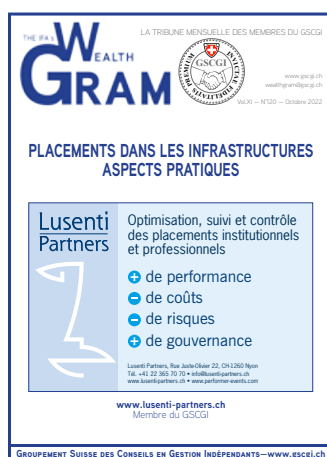 THE IFA's
WEALTH
GRAM
LA TRIBUNE MENSUELLE DES MEMBRES DU GSCGI
GSCGI
PREMIUM
INVITAE FIDELITATIS
www.gscgi.ch
wealthgram@gscgi.ch
Vol.XI — N°120 — Octobre 2022
PLACEMENTS DANS LES INFRASTRUCTURES
ASPECTS PRATIQUES
Lusenti
Partners
Optimisation, suivi et contrôle
des placements institutionnels
et professionnels
+ de performance
– de coûts
– de risques
+ de gouvernance
Lusenti Partners, Rue Juste-Olivier 22, CH-1260 Nyon
Tél. +41 22 365 70 70 • info@lusenti-partners.ch
www.lusenti-partners.ch • www.performer-events.com
www.lusenti-partners.ch
Membre du GSCGI
GROUPEMENT SUISSE DES CONSEILS EN GESTION INDÉPENDANTS—www.gscgi.ch